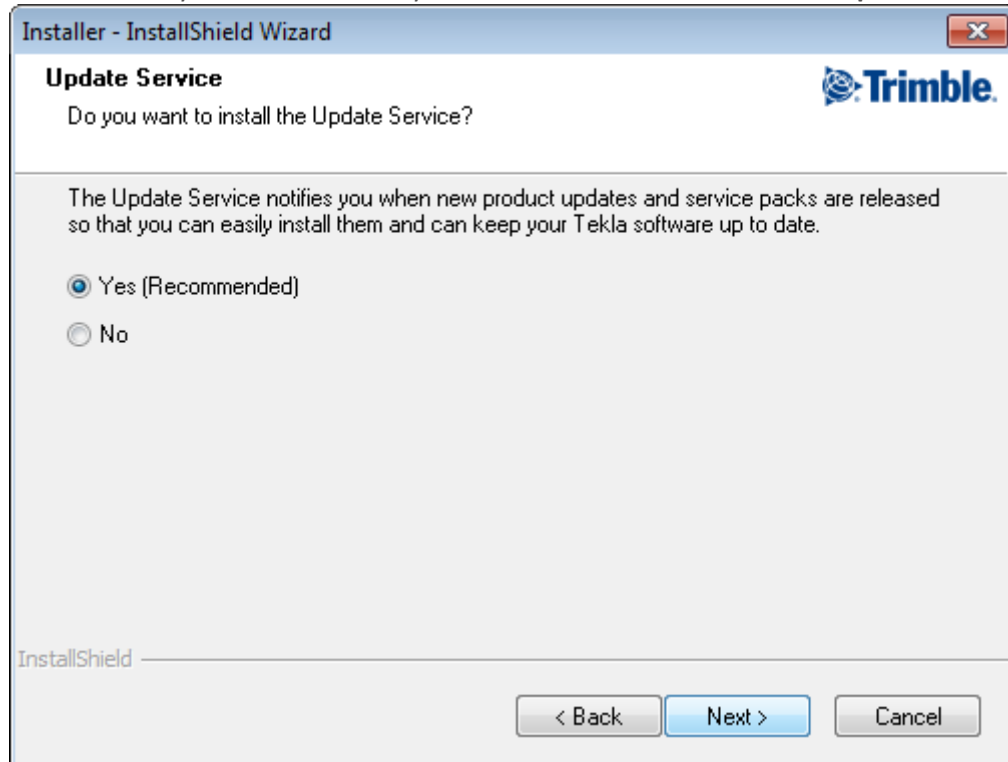 Installer - InstallShield Wizard
Update Service
Trimble.
Do you want to install the Update Service?
The Update Service notifies you when new product updates and service packs are released
so that you can easily install them and can keep your Tekla software up to date.
Yes (Recommended)
No
InstallShield
< Back
Next >
Cancel